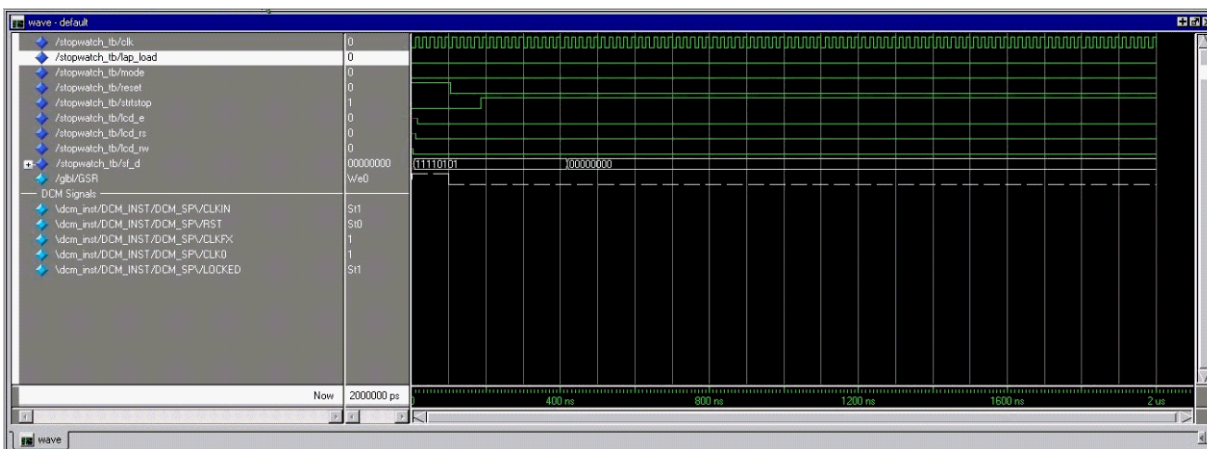 wave - default
/stopwatch_tb/clk 0
/stopwatch_tb/lap_load 0
/stopwatch_tb/mode 0
/stopwatch_tb/reset 0
/stopwatch_tb/strtstop 1
/stopwatch_tb/lcd_e 0
/stopwatch_tb/lcd_rs 0
/stopwatch_tb/lcd_rw 0
/stopwatch_tb/sf_d 00000000 11110101 00000000
/glbl/GSR We0
DCM Signals
\dcm_inst/DCM_INST/DCM_SP\/CLKIN St1
\dcm_inst/DCM_INST/DCM_SP\/RST St0
\dcm_inst/DCM_INST/DCM_SP\/CLKFX 1
\dcm_inst/DCM_INST/DCM_SP\/CLK0 1
\dcm_inst/DCM_INST/DCM_SP\/LOCKED St1
Now 2000000 ps 0 400 ns 800 ns 1200 ns 1600 ns 2 us
wave